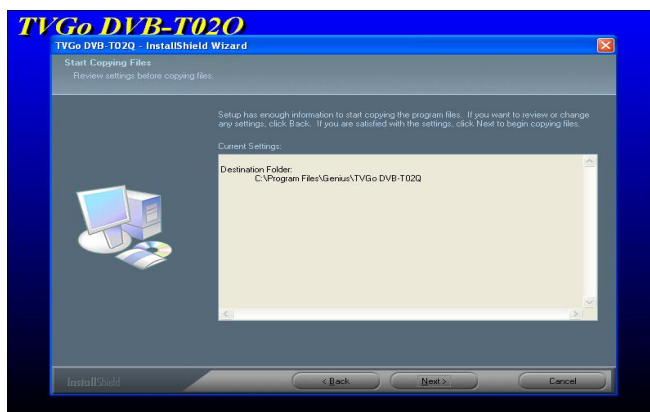 TVGo DVB-T02Q
TVGo DVB-T02Q - InstallShield Wizard
Start Copying Files
Review settings before copying files.
Setup has enough information to start copying the program files. If you want to review or change
any settings, click Back. If you are satisfied with the settings, click Next to begin copying files.
Current Settings:
Destination Folder:
C:\Program Files\Genius\TVGo DVB-T02Q
InstallShield
< Back
Next >
Cancel